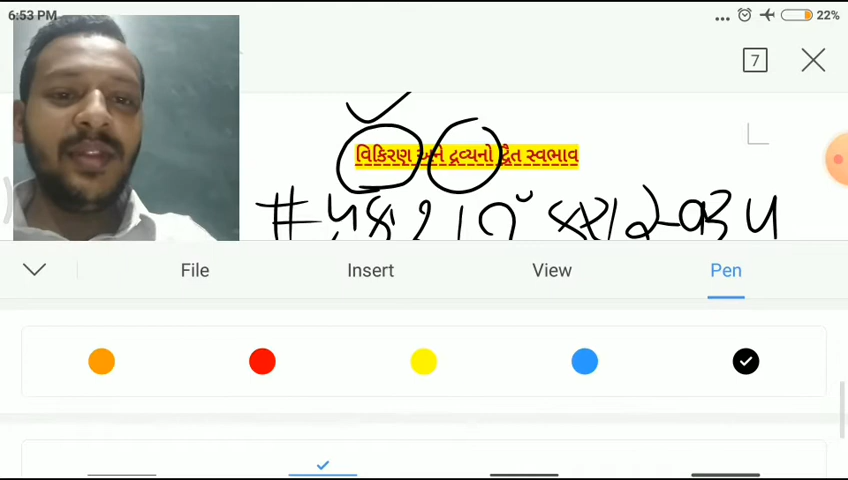 6:53 PM
... 22%
7
વિકિરણ અને દ્રવ્યનો દ્વૈત સ્વભાવ
#
File Insert View Pen